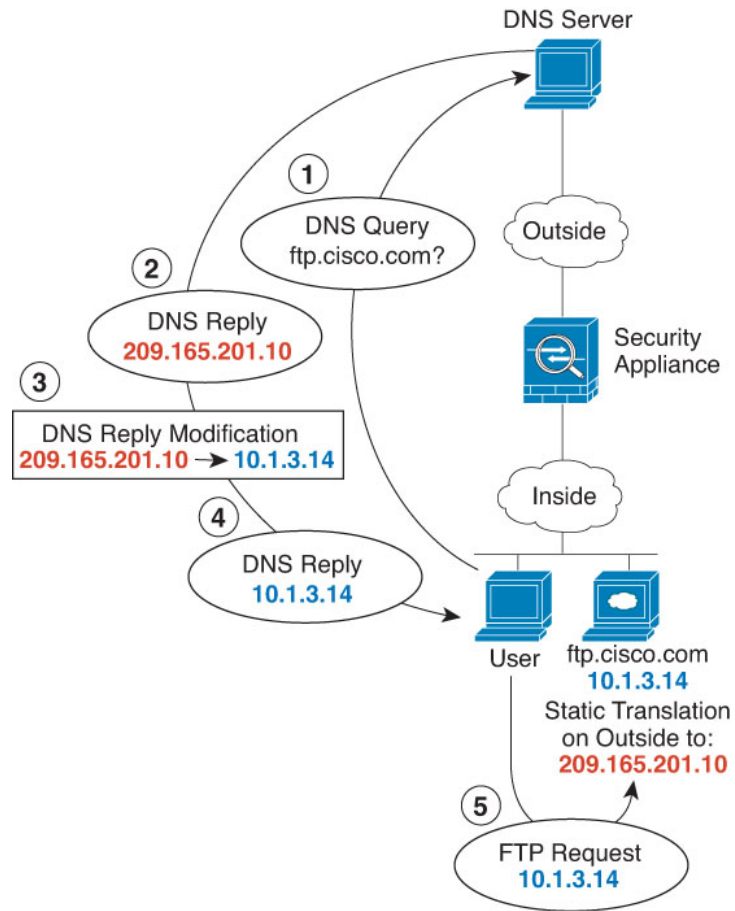 DNS Server
1
DNS Query
ftp.cisco.com?
Outside
2
DNS Reply
209.165.201.10
Security
Appliance
3
DNS Reply Modification
209.165.201.10 → 10.1.3.14
Inside
4
DNS Reply
10.1.3.14
User
ftp.cisco.com
10.1.3.14
Static Translation
on Outside to:
209.165.201.10
5
FTP Request
10.1.3.14